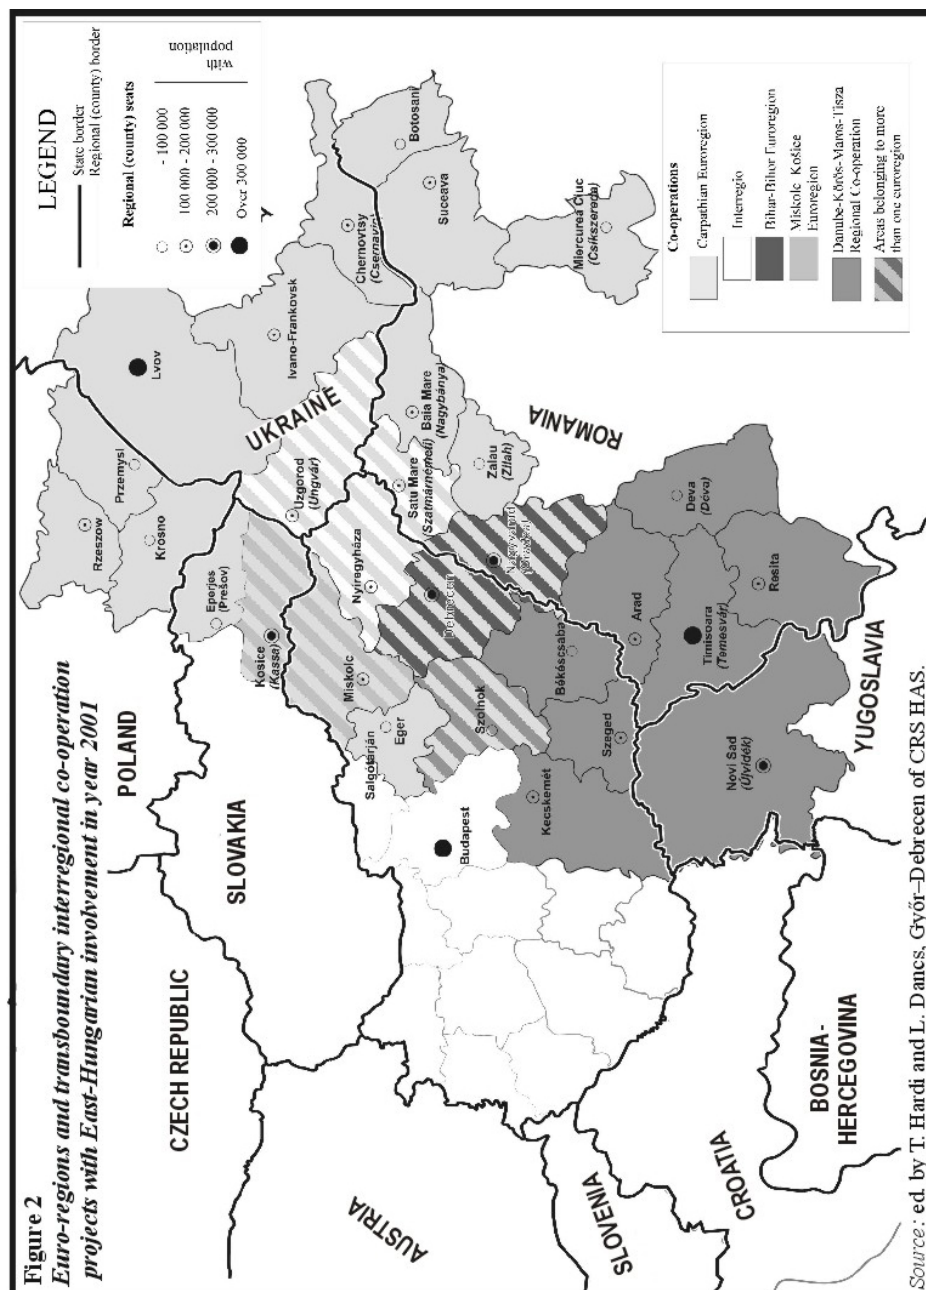 Figure 2
Euro-regions and transboundary interregional co-operation
projects with East-Hungarian involvement in year 2001
LEGEND
State border
Regional (county) border
Regional (county) seats
with
population
- 100 000
100 000 - 200 000
200 000 - 300 000
Over 300 000
Co-operations
Carpathian Euroregion
Interregio
Bihar-Bihor Euroregion
Miskolc Košice
Euroregion
Danube-Körös-Maros-Tisza
Regional Co-operation
Areas belonging to more
than one euroregion
POLAND
CZECH REPUBLIC
SLOVAKIA
UKRAINE
ROMANIA
AUSTRIA
SLOVENIA
CROATIA
BOSNIA-
HERCEGOVINA
YUGOSLAVIA
Rzeszow
Przemysl
Krosno
Lvov
Ivano-Frankovsk
Chernovtsy
(Csernavic)
Botosani
Suceava
Miercurea Ciuc
(Csíkszereda)
Eperjes
(Prešov)
Uzgorod
(Ungvár)
Kosice
(Kassa)
Satu Mare
(Szatmárnémeti)
Baia Mare
(Nagybánya)
Zalau
(Zilah)
Nyíregyháza
Miskolc
Salgótarján
Eger
Debrecen
Nagyvárad
Szolnok
Budapest
Kecskemét
Békéscsaba
Szeged
Arad
Deva
(Déva)
Timisoara
(Temesvár)
Resita
Novi Sad
(Újvidék)
Source: ed. by T. Hardi and L. Dancs, Győr–Debrecen of CRS HAS.